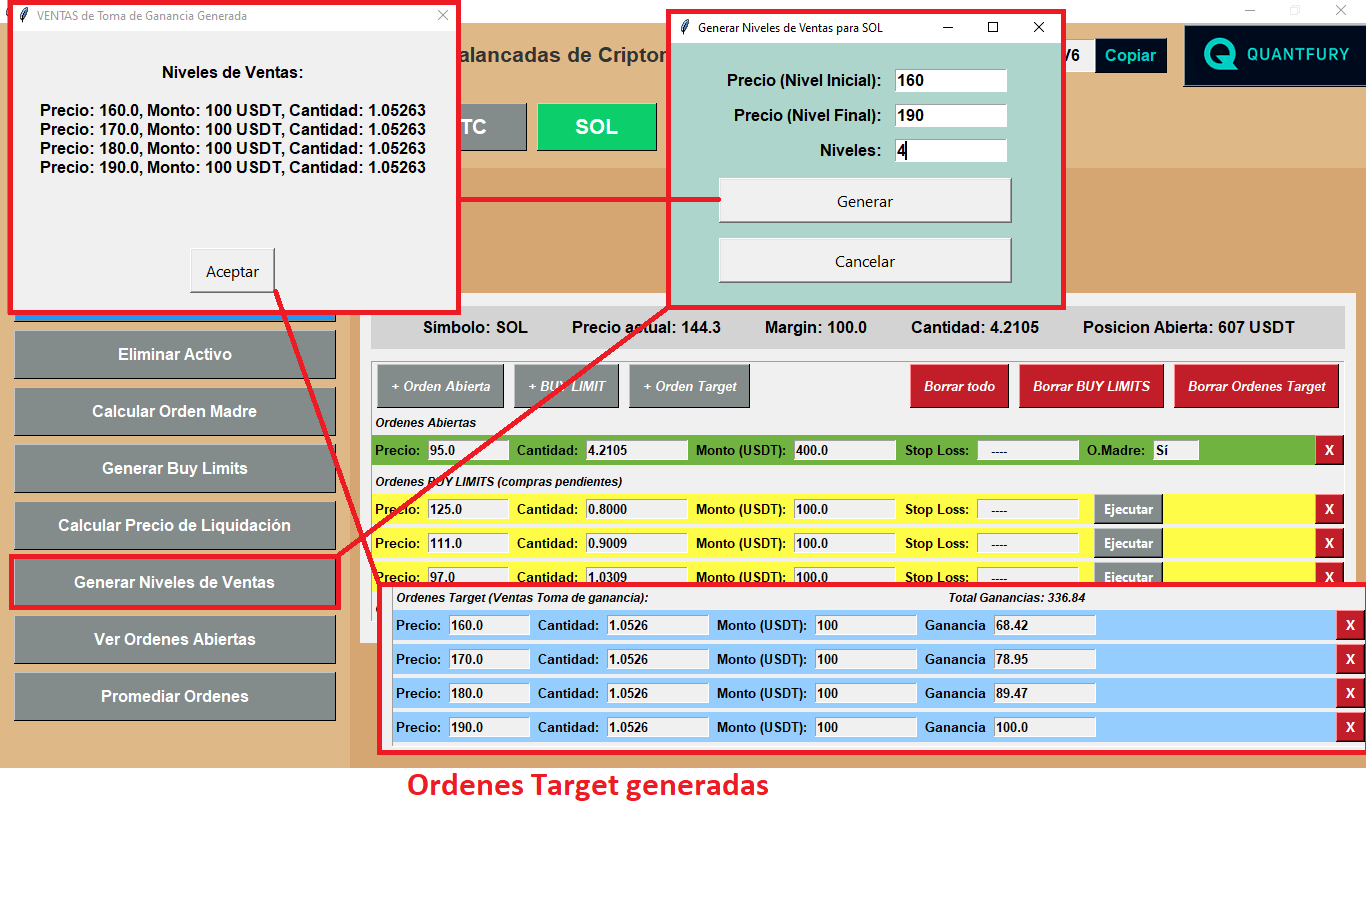 VENTAS de Toma de Ganancia Generada
Niveles de Ventas:
Precio: 160.0, Monto: 100 USDT, Cantidad: 1.05263
Precio: 170.0, Monto: 100 USDT, Cantidad: 1.05263
Precio: 180.0, Monto: 100 USDT, Cantidad: 1.05263
Precio: 190.0, Monto: 100 USDT, Cantidad: 1.05263
Aceptar
Generar Niveles de Ventas para SOL
Precio (Nivel Inicial): 160
Precio (Nivel Final): 190
Niveles: 4
Generar
Cancelar
alancadas de Criptor
V6 Copiar
QUANTFURY
TC SOL
Símbolo: SOL Precio actual: 144.3 Margin: 100.0 Cantidad: 4.2105 Posicion Abierta: 607 USDT
Eliminar Activo
Calcular Orden Madre
Generar Buy Limits
Calcular Precio de Liquidación
Generar Niveles de Ventas
Ver Ordenes Abiertas
Promediar Ordenes
+ Orden Abierta + BUY LIMIT + Orden Target Borrar todo Borrar BUY LIMITS Borrar Ordenes Target
Ordenes Abiertas
Precio: 95.0 Cantidad: 4.2105 Monto (USDT): 400.0 Stop Loss: ---- O.Madre: Sí X
Ordenes BUY LIMITS (compras pendientes)
Precio: 125.0 Cantidad: 0.8000 Monto (USDT): 100.0 Stop Loss: ---- Ejecutar X
Precio: 111.0 Cantidad: 0.9009 Monto (USDT): 100.0 Stop Loss: ---- Ejecutar X
Precio: 97.0 Cantidad: 1.0309 Monto (USDT): 100.0 Stop Loss: ---- Ejecutar X
Ordenes Target (Ventas Toma de ganancia): Total Ganancias: 336.84
Precio: 160.0 Cantidad: 1.0526 Monto (USDT): 100 Ganancia 68.42 X
Precio: 170.0 Cantidad: 1.0526 Monto (USDT): 100 Ganancia 78.95 X
Precio: 180.0 Cantidad: 1.0526 Monto (USDT): 100 Ganancia 89.47 X
Precio: 190.0 Cantidad: 1.0526 Monto (USDT): 100 Ganancia 100.0 X
Ordenes Target generadas